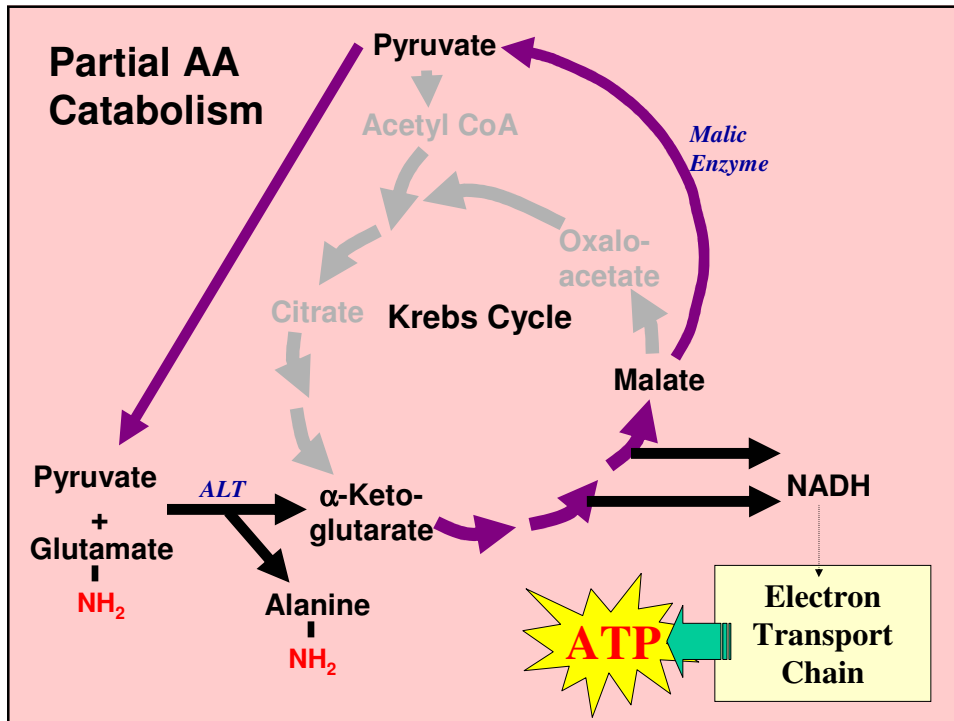 Partial AA
Catabolism
Pyruvate
Acetyl CoA
Malic
Enzyme
Oxalo-
acetate
Citrate
Krebs Cycle
Malate
Pyruvate
+
Glutamate
NH₂
ALT
α-Keto-
glutarate
Alanine
NH₂
NADH
Electron
Transport
Chain
ATP